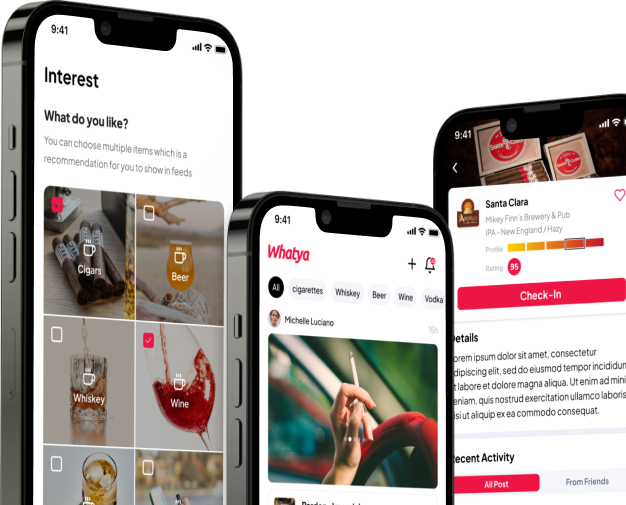 9:41
Interest
What do you like?
You can choose multiple items which is a
recommendation for you to show in feeds
Cigars
Beer
Whiskey
Wine
9:41
Whatya
All
cigarettes
Whiskey
Beer
Wine
Vodka
Michelle Luciano
15h
9:41
Santa Clara
Mikey Finn's Brewery & Pub
IPA - New England / Hazy
Profile
Rating
95
Check-In
Details
orem ipsum dolor sit amet, consectetur
dipiscing elit, sed do eiusmod tempor incididun
t labore et dolore magna aliqua. Ut enim ad mini
eniam, quis nostrud exercitation ullamco laboris
isi ut aliquip ex ea commodo consequat.
Recent Activity
All Post
From Friends